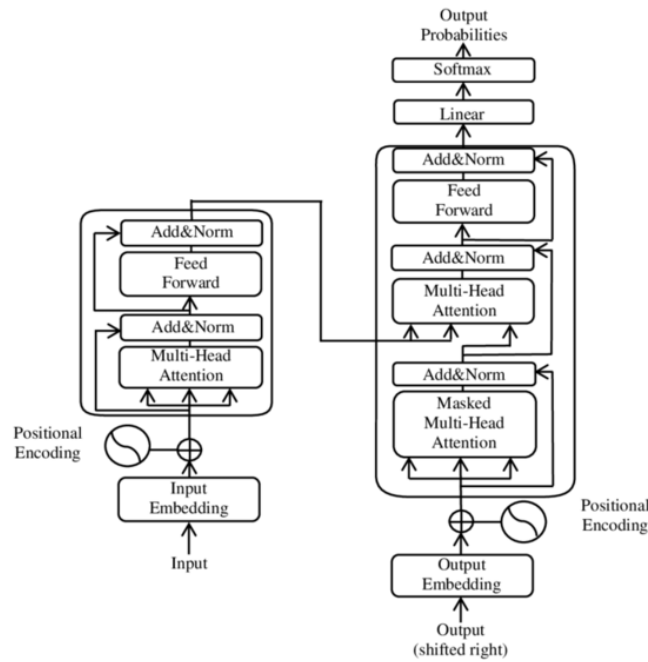 Output
Probabilities
Softmax
Linear
Add&Norm
Feed
Forward
Add&Norm
Multi-Head
Attention
Add&Norm
Masked
Multi-Head
Attention
Positional
Encoding
Output
Embedding
Output
(shifted right)
Add&Norm
Feed
Forward
Add&Norm
Multi-Head
Attention
Positional
Encoding
Input
Embedding
Input